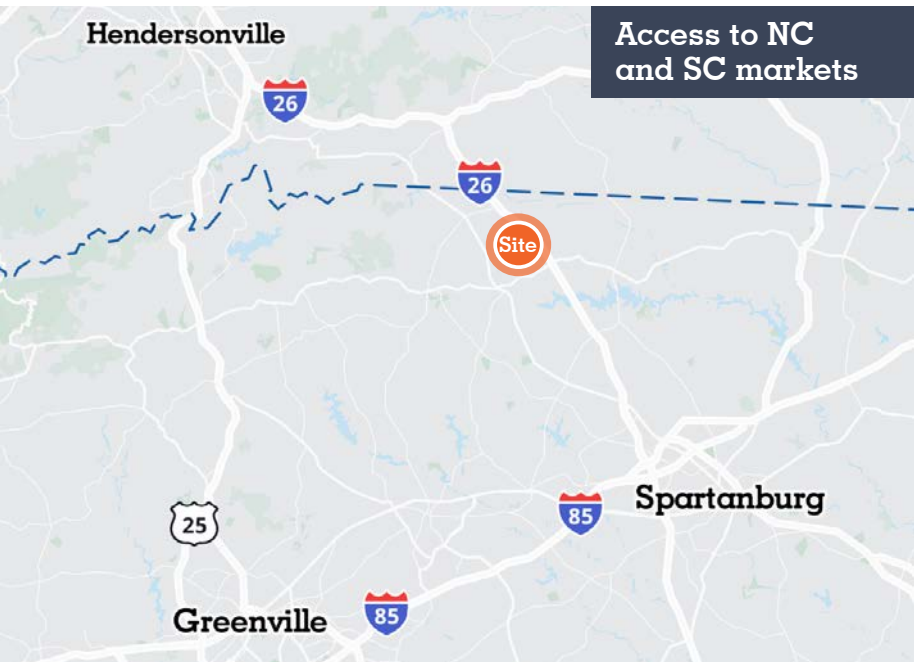 Hendersonville
Access to NC
and SC markets
26
26
Site
Spartanburg
85
25
Greenville
85